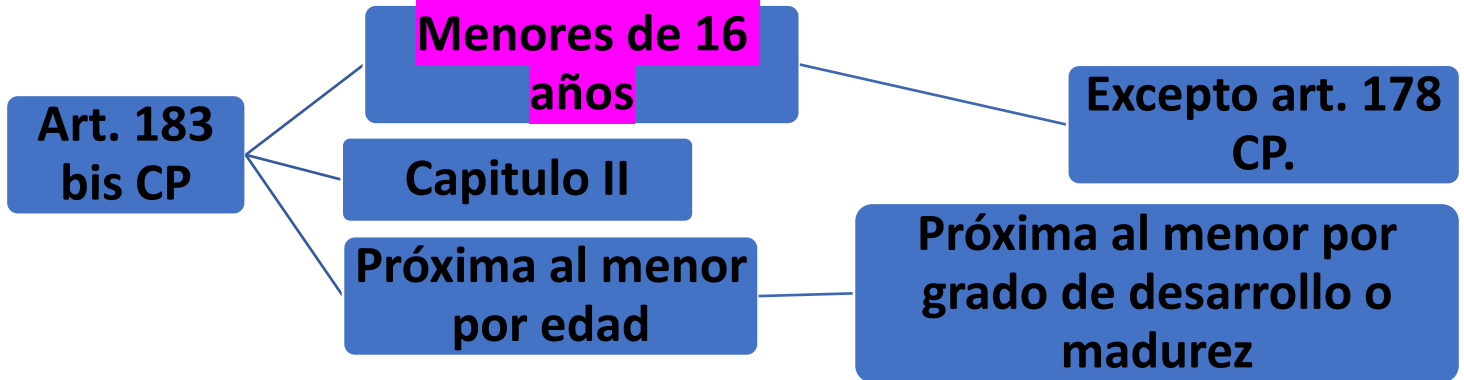 Art. 183
bis CP
Menores de 16
años
Excepto art. 178
CP.
Capitulo II
Próxima al menor
por edad
Próxima al menor por
grado de desarrollo o
madurez